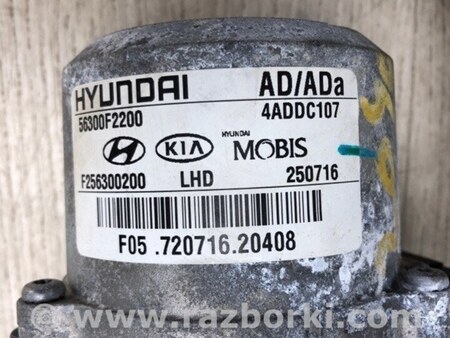 HYUNDAI AD/ADa
56300F2200 4ADDC107
KIA HYUNDAI MOBIS
F256300200 LHD 250716
F05 .720716.20408
www.razborki.com